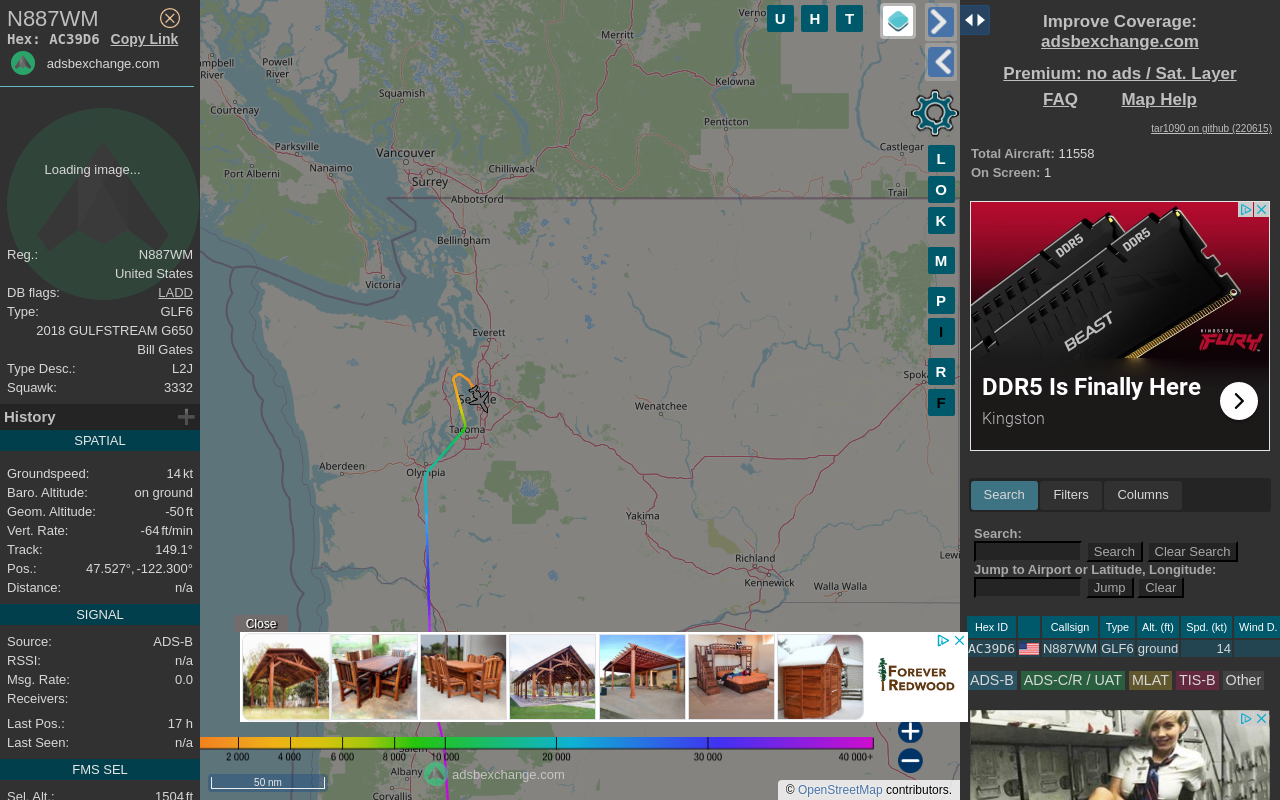 N887WM
Hex: AC39D6 Copy Link
adsbexchange.com
Loading image...
Reg.: N887WM
United States
DB flags: LADD
Type: GLF6
2018 GULFSTREAM G650
Bill Gates
Type Desc.: L2J
Squawk: 3332
History
SPATIAL
Groundspeed: 14 kt
Baro. Altitude: on ground
Geom. Altitude: -50 ft
Vert. Rate: -64 ft/min
Track: 149.1°
Pos.: 47.527°, -122.300°
Distance: n/a
SIGNAL
Source: ADS-B
RSSI: n/a
Msg. Rate: 0.0
Receivers:
Last Pos.: 17 h
Last Seen: n/a
FMS SEL
Sel. Alt.: 1504 ft
Merritt
Powell
River
River
Squamish
Kelowna
Courtenay
Penticton
Parksville
Vancouver
Castlegar
Port Alberni
Nanaimo
Surrey
Chilliwack
Abbotsford
Trail
Bellingham
Victoria
Everett
Wenatchee
Tacoma
Aberdeen
Olympia
Yakima
Richland
Kennewick
Walla Walla
U H T
L
O
K
M
P
I
R
F
Close
FOREVER
REDWOOD
2 000 4 000 6 000 8 000 10 000 20 000 30 000 40 000+
Albany
adsbexchange.com
50 nm
Corvallis
© OpenStreetMap contributors.
Improve Coverage:
adsbexchange.com
Premium: no ads / Sat. Layer
FAQ Map Help
tar1090 on github (220615)
Total Aircraft: 11558
On Screen: 1
DDR5
DDR5
BEAST
KINGSTON
FURY
DDR5 Is Finally Here
Kingston
Search Filters Columns
Search:
Search Clear Search
Jump to Airport or Latitude, Longitude:
Jump Clear
Hex ID Callsign Type Alt. (ft) Spd. (kt) Wind D.
AC39D6 N887WM GLF6 ground 14
ADS-B ADS-C/R / UAT MLAT TIS-B Other